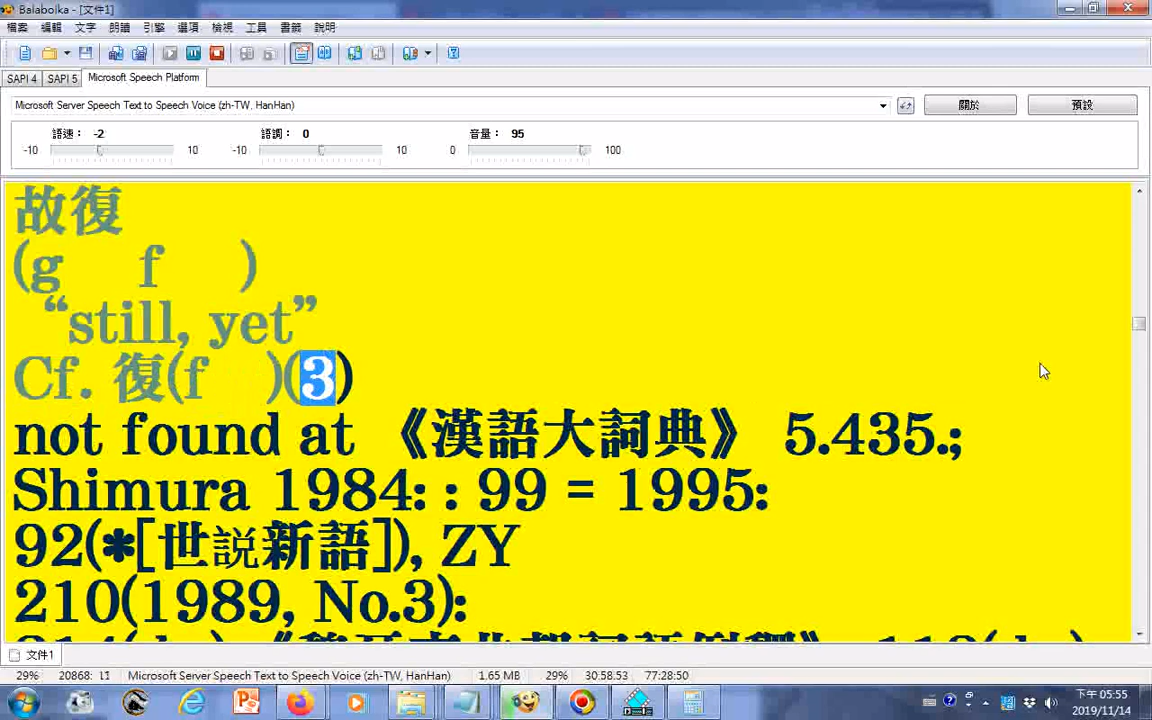 Balabolka - [文件1]
檔案 編輯 文字 朗讀 引擎 選項 檢視 工具 書籤 說明
SAPI 4 SAPI 5 Microsoft Speech Platform
Microsoft Server Speech Text to Speech Voice (zh-TW, HanHan)
關於 預設
語速： -2 語調： 0 音量： 95
-10 10 -10 10 0 100
故復
(g f )
“still, yet”
Cf. 復(f )(3)
not found at 《漢語大詞典》 5.435.;
Shimura 1984: : 99 = 1995:
92(*[世説新語]), ZY
210(1989, No.3):
文件1
29% 20868: 11 Microsoft Server Speech Text to Speech Voice (zh-TW, HanHan) 1.65 MB 29% 30:58:53 77:28:50
下午 05:55
2019/11/14